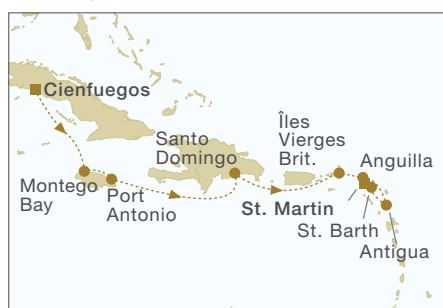 Cienfuegos
Montego
Bay
Port
Antonio
Santo
Domingo
Îles
Vierges
Brit.
St. Martin
Anguilla
St. Barth
Antigua